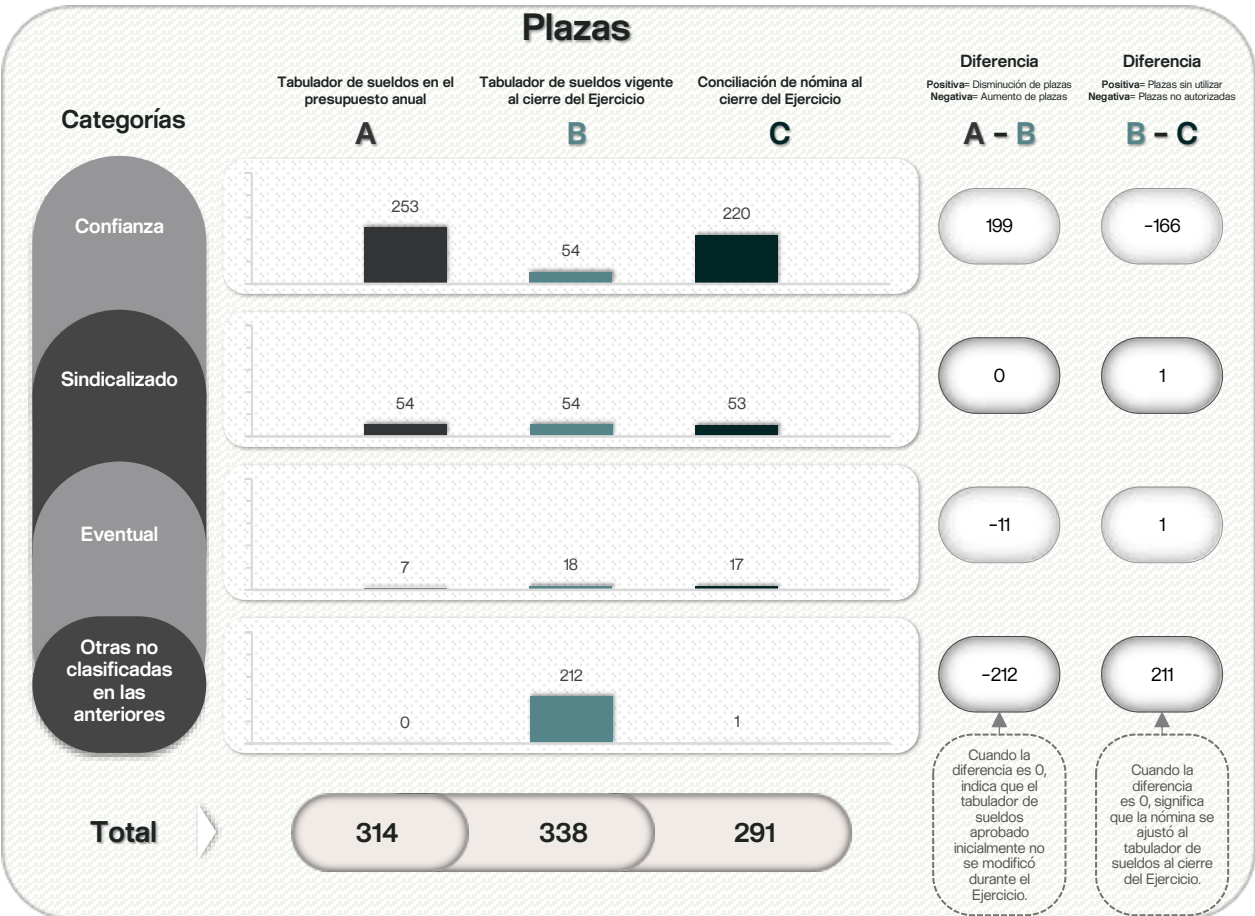 Plazas
Categorías
Tabulador de sueldos en el
presupuesto anual
A
Tabulador de sueldos vigente
al cierre del Ejercicio
B
Conciliación de nómina al
cierre del Ejercicio
C
Diferencia
Positiva= Disminución de plazas
Negativa= Aumento de plazas
A - B
Diferencia
Positiva= Plazas sin utilizar
Negativa= Plazas no autorizadas
B - C
Confianza
253
54
220
199
-166
Sindicalizado
54
54
53
0
1
Eventual
7
18
17
-11
1
Otras no
clasificadas
en las
anteriores
0
212
1
-212
211
Total
314
338
291
Cuando la
diferencia es 0,
indica que el
tabulador de
sueldos
aprobado
inicialmente no
se modificó
durante el
Ejercicio.
Cuando la
diferencia
es 0, significa
que la nómina se
ajustó al
tabulador de
sueldos al cierre
del Ejercicio.